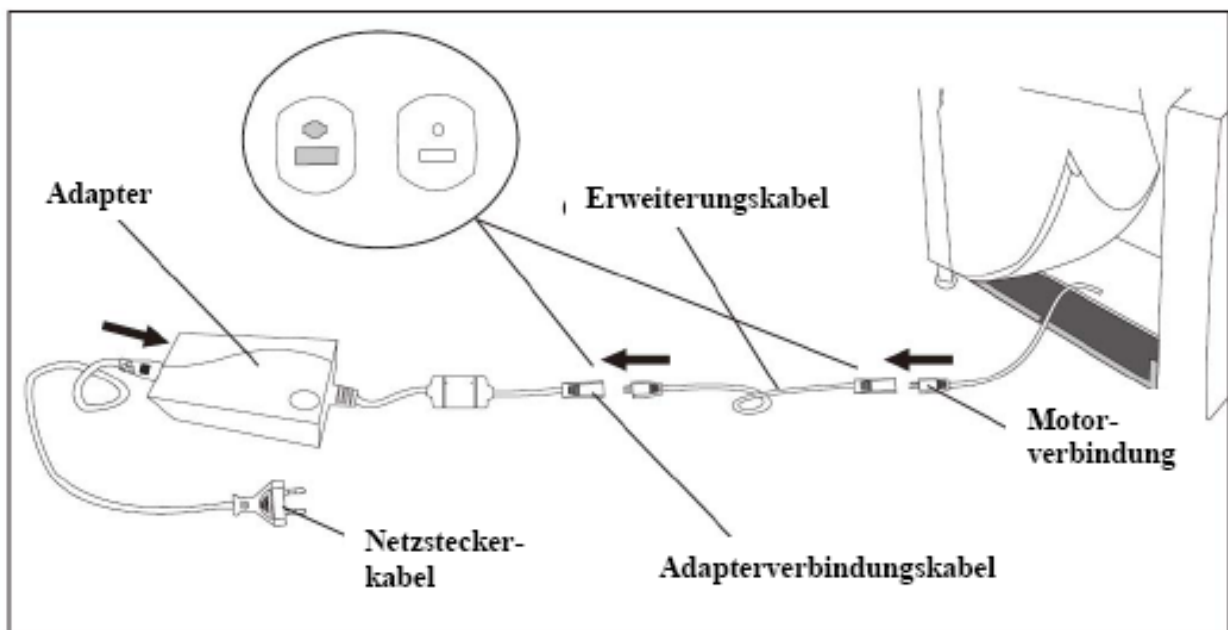 Adapter
Erweiterungskabel
Motor-
verbindung
Netzstecker-
kabel
Adapterverbindungskabel